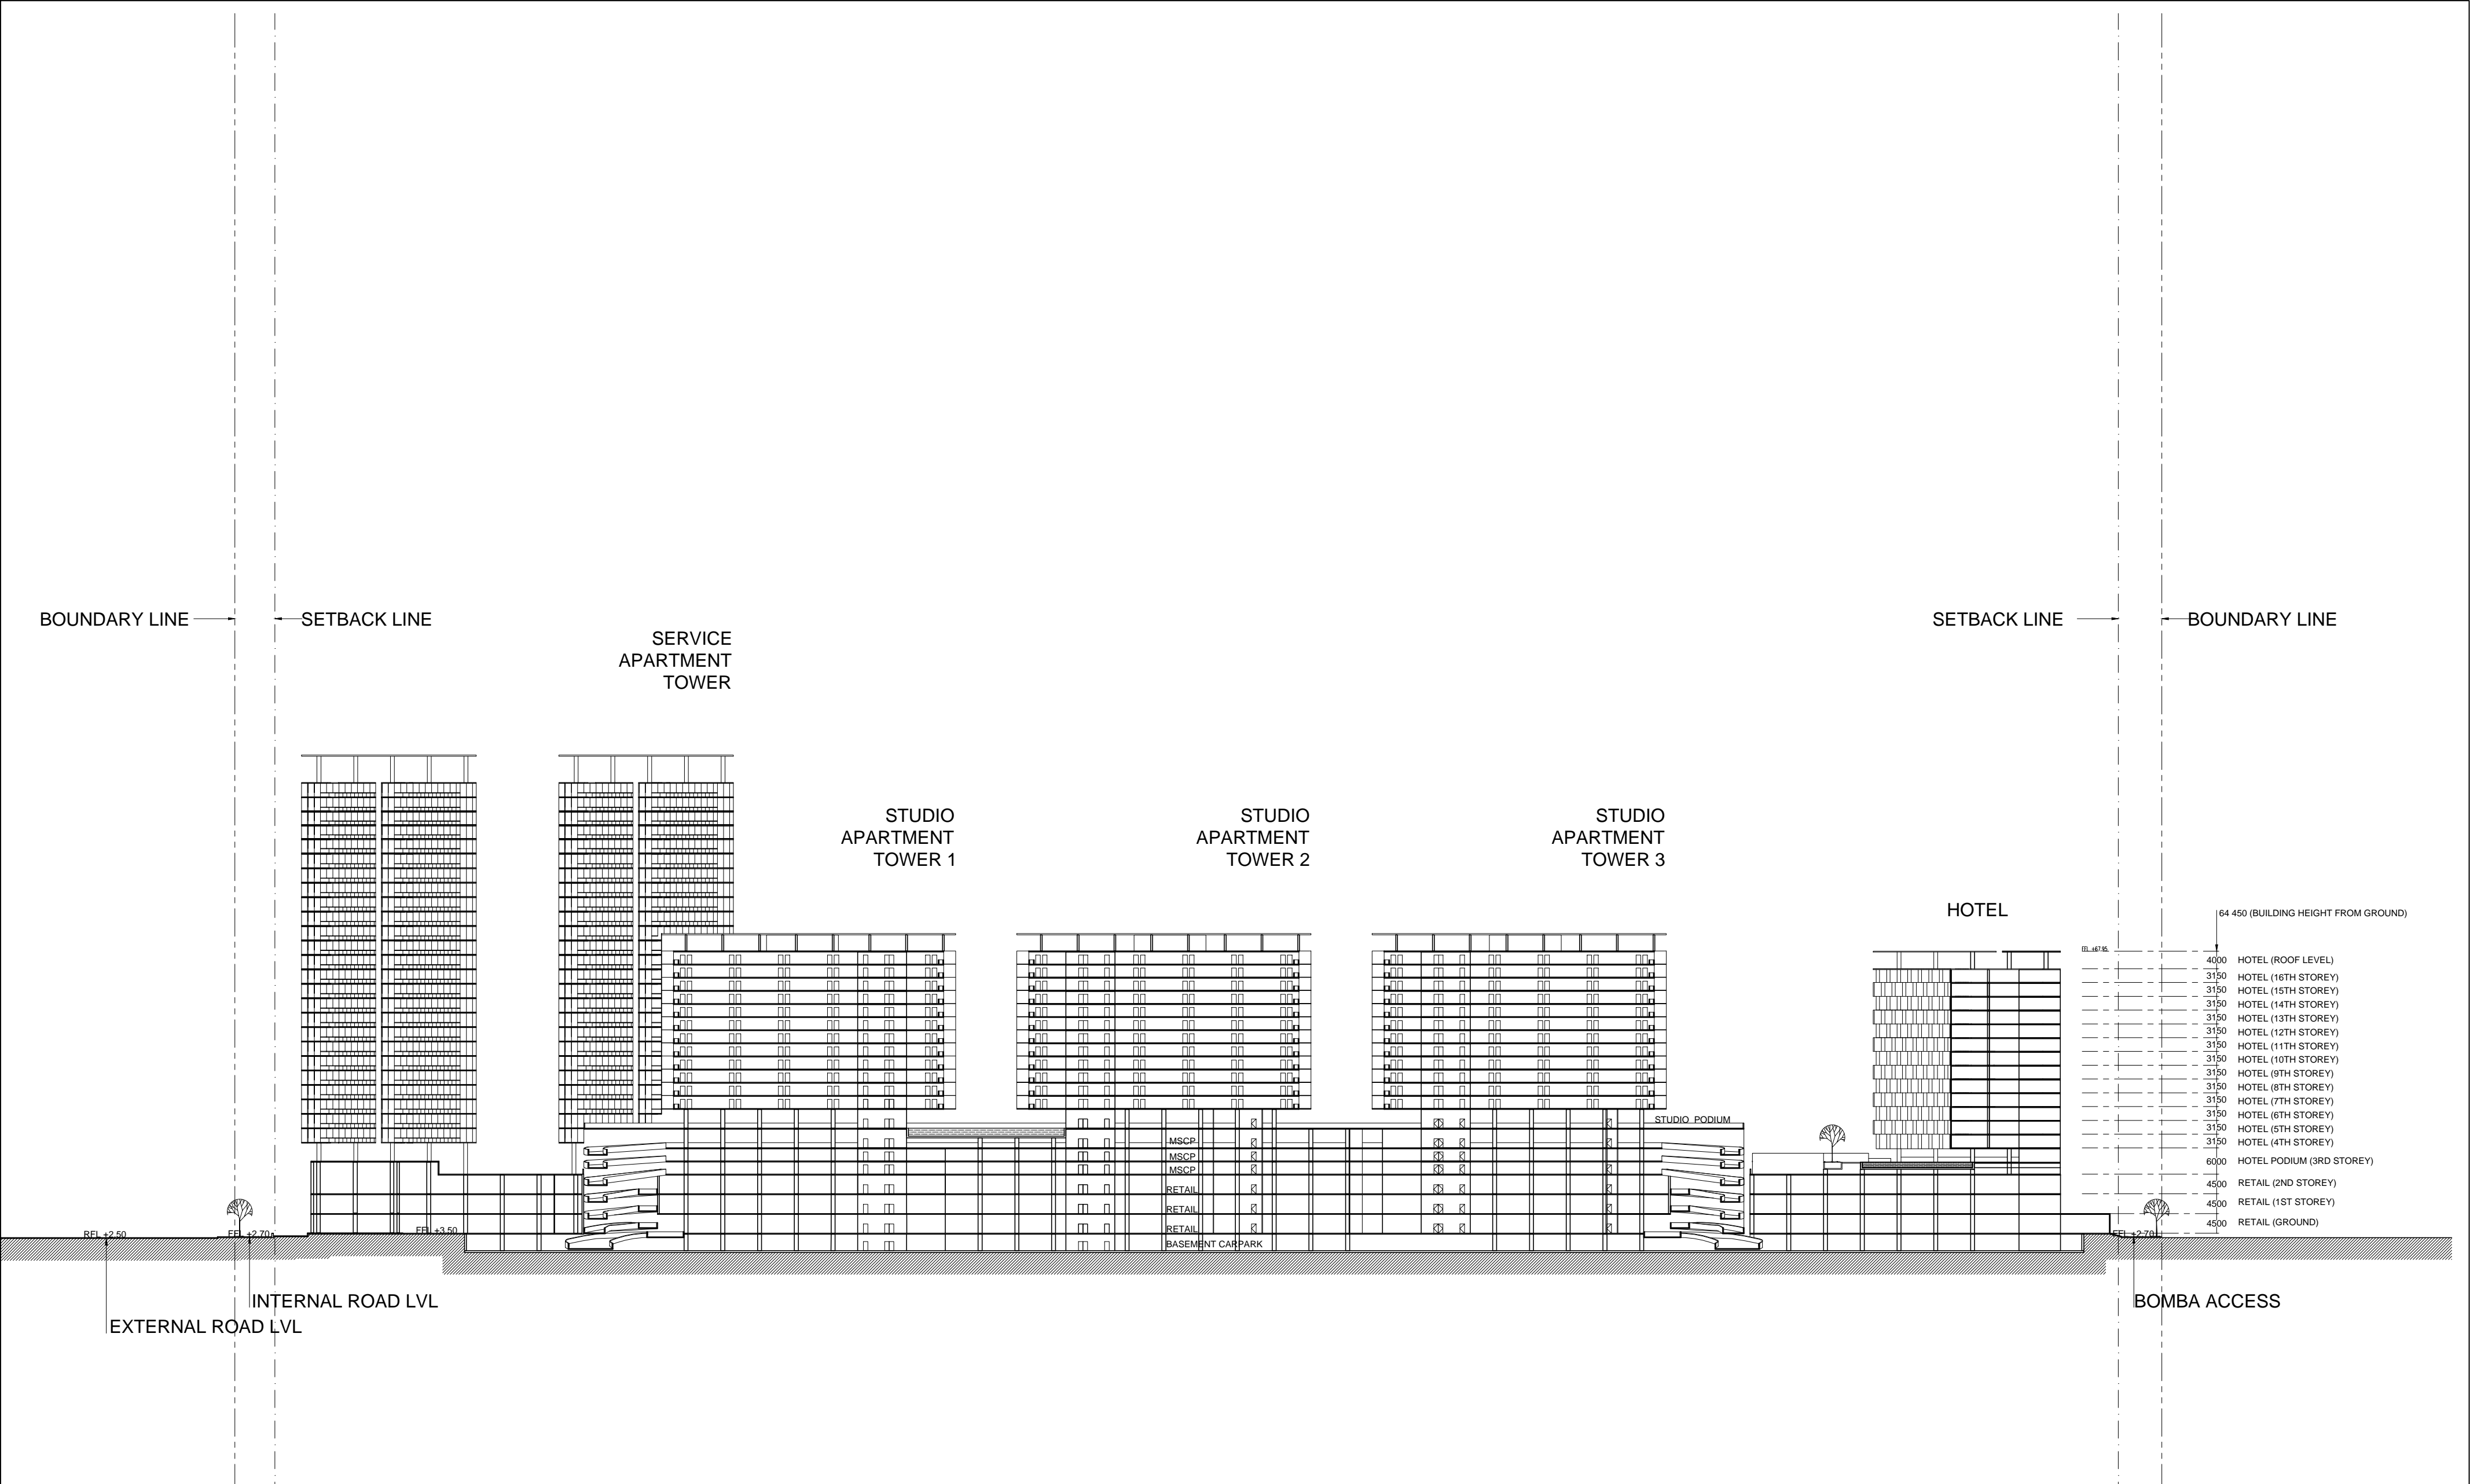 BOUNDARY LINE
SETBACK LINE
SERVICE
APARTMENT
TOWER
SETBACK LINE
BOUNDARY LINE
STUDIO
APARTMENT
TOWER 1
STUDIO
APARTMENT
TOWER 2
STUDIO
APARTMENT
TOWER 3
HOTEL
64 450 (BUILDING HEIGHT FROM GROUND)
FFL +67.95
4000 HOTEL (ROOF LEVEL)
3150 HOTEL (16TH STOREY)
3150 HOTEL (15TH STOREY)
3150 HOTEL (14TH STOREY)
3150 HOTEL (13TH STOREY)
3150 HOTEL (12TH STOREY)
3150 HOTEL (11TH STOREY)
3150 HOTEL (10TH STOREY)
3150 HOTEL (9TH STOREY)
3150 HOTEL (8TH STOREY)
3150 HOTEL (7TH STOREY)
3150 HOTEL (6TH STOREY)
3150 HOTEL (5TH STOREY)
3150 HOTEL (4TH STOREY)
6000 HOTEL PODIUM (3RD STOREY)
4500 RETAIL (2ND STOREY)
4500 RETAIL (1ST STOREY)
4500 RETAIL (GROUND)
STUDIO PODIUM
MSCP
MSCP
MSCP
RETAIL
RETAIL
RETAIL
BASEMENT CARPARK
RFL +2.50
FFL +2.70
FFL +3.50
FFL +2.70
INTERNAL ROAD LVL
EXTERNAL ROAD LVL
BOMBA ACCESS